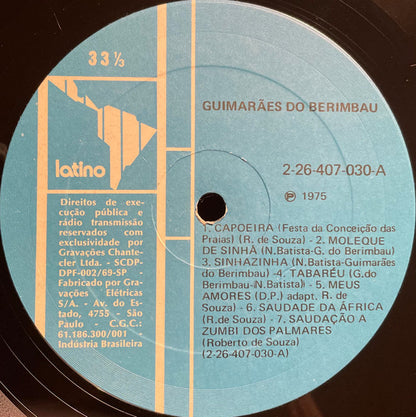 33 1/3
latino
Direitos de exe-
cução pública e
rádio transmissão
reservados com
exclusividade por
Gravações Chante-
cler Ltda. - SCDP-
DPF-002/69-SP -
Fabricado por Gra-
vações Elétricas
S/A. - Av. do Es-
tado, 4755 - São
Paulo - C.G.C.:
61.186.300/001 -
Indústria Brasileira
GUIMARÃES DO BERIMBAU
2-26-407-030-A
℗ 1975
1. CAPOEIRA (Festa da Conceição das
Praias) (R. de Souza) - 2. MOLEQUE
DE SINHÁ (N.Batista-G. do Berimbau)
3. SINHAZINHA (N.Batista-Guimarães
do Berimbau) -4. TABARÉU (G.do
Berimbau-N.Batista) - 5. MEUS
AMORES (D.P.) adapt. R. de
Souza - 6. SAUDADE DA ÁFRICA
(R.de Souza) - 7. SAUDAÇÃO A
ZUMBI DOS PALMARES
(Roberto de Souza)
(2-26-407-030-A)